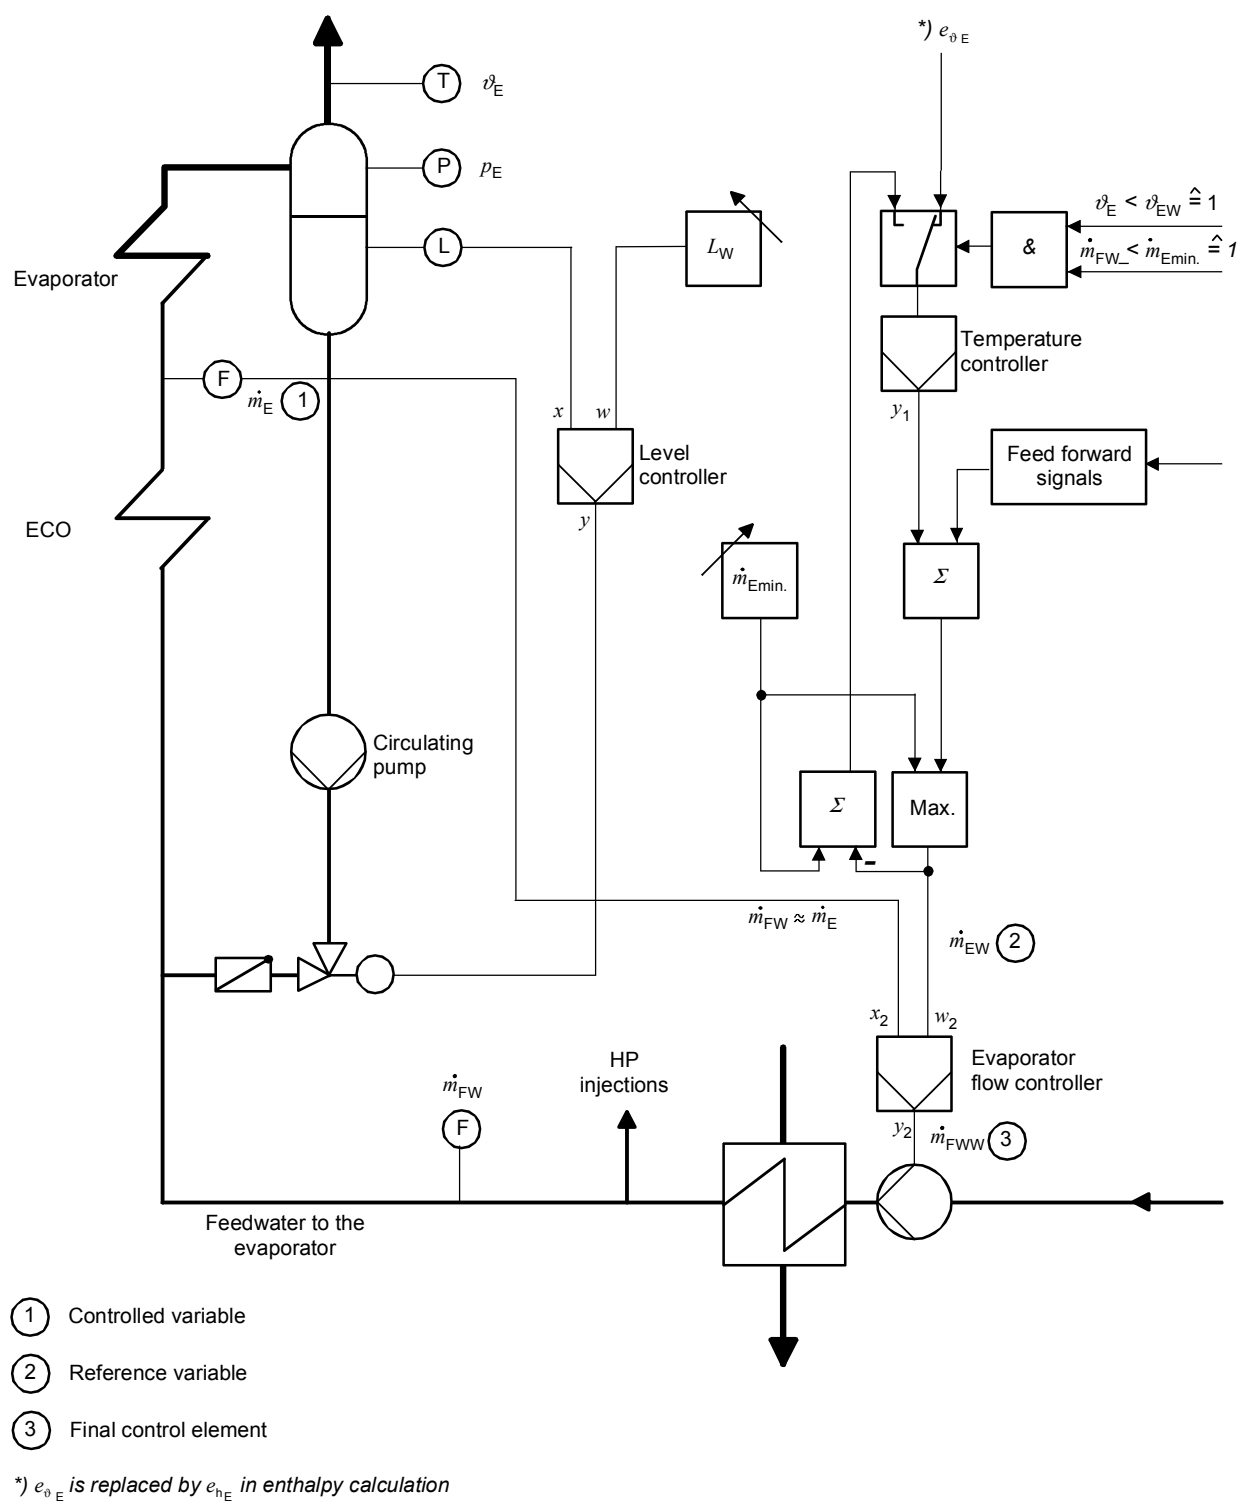 *) e_ϑE
T ϑ_E
P p_E
L
L_W
&
ϑ_E < ϑ_EW ≙ 1
ṁ_FW_ < ṁ_Emin. ≙ 1
Evaporator
Temperature
controller
F
ṁ_E 1
x w
y_1
Level
controller
Feed forward
signals
y
ECO
ṁ_Emin.
Σ
Circulating
pump
Σ
Max.
-
ṁ_FW ≈ ṁ_E
ṁ_EW 2
x_2 w_2
HP
injections
Evaporator
flow controller
ṁ_FW
F
y_2 ṁ_FWW 3
Feedwater to the
evaporator
1 Controlled variable
2 Reference variable
3 Final control element
*) e_ϑE is replaced by e_hE in enthalpy calculation